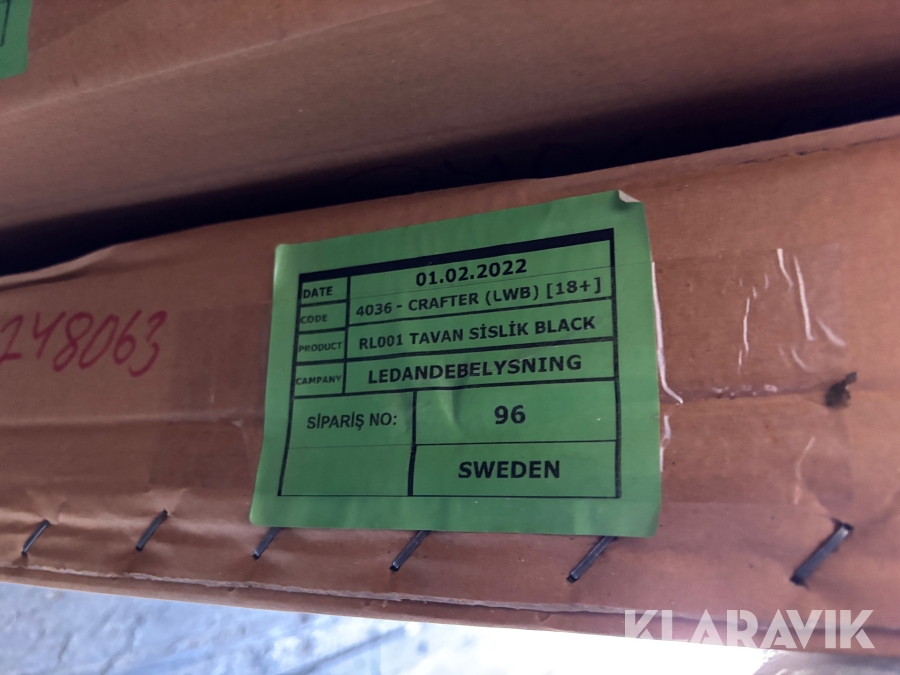 DATE 01.02.2022
CODE 4036 - CRAFTER (LWB) [18+]
PRODUCT RL001 TAVAN SİSLİK BLACK
CAMPANY LEDANDEBELYSNING
SİPARİŞ NO: 96
SWEDEN
248063
KLARAVIK